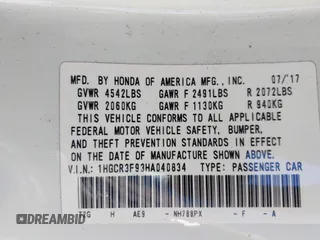 MFD. BY HONDA OF AMERICA MFG., INC. 07/'17
GVWR 4542LBS GAWR F 2491LBS R 2072LBS
GVWR 2060KG GAWR F 1130KG R 940KG
THIS VEHICLE CONFORMS TO ALL APPLICABLE
FEDERAL MOTOR VEHICLE SAFETY, BUMPER,
AND THEFT PREVENTION STANDARDS IN EFFECT
ON THE DATE OF MANUFACTURE SHOWN ABOVE.
V.I.N.: 1HGCR3F93HA040834 TYPE: PASSENGER CAR
H AE9 - NH788PX - F - A
DREAMBID